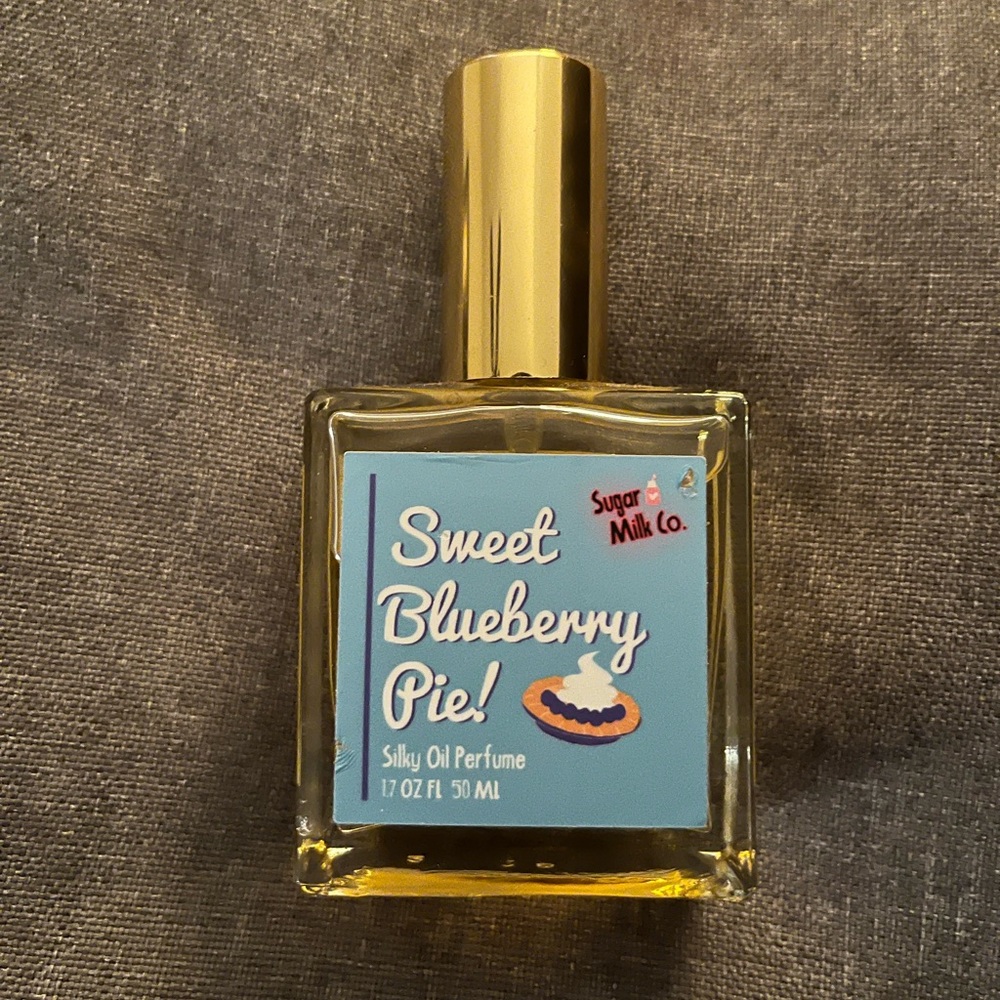 Sugar
Milk Co.
Sweet
Blueberry
Pie!
Silky Oil Perfume
1.7 OZ FL 50 ML